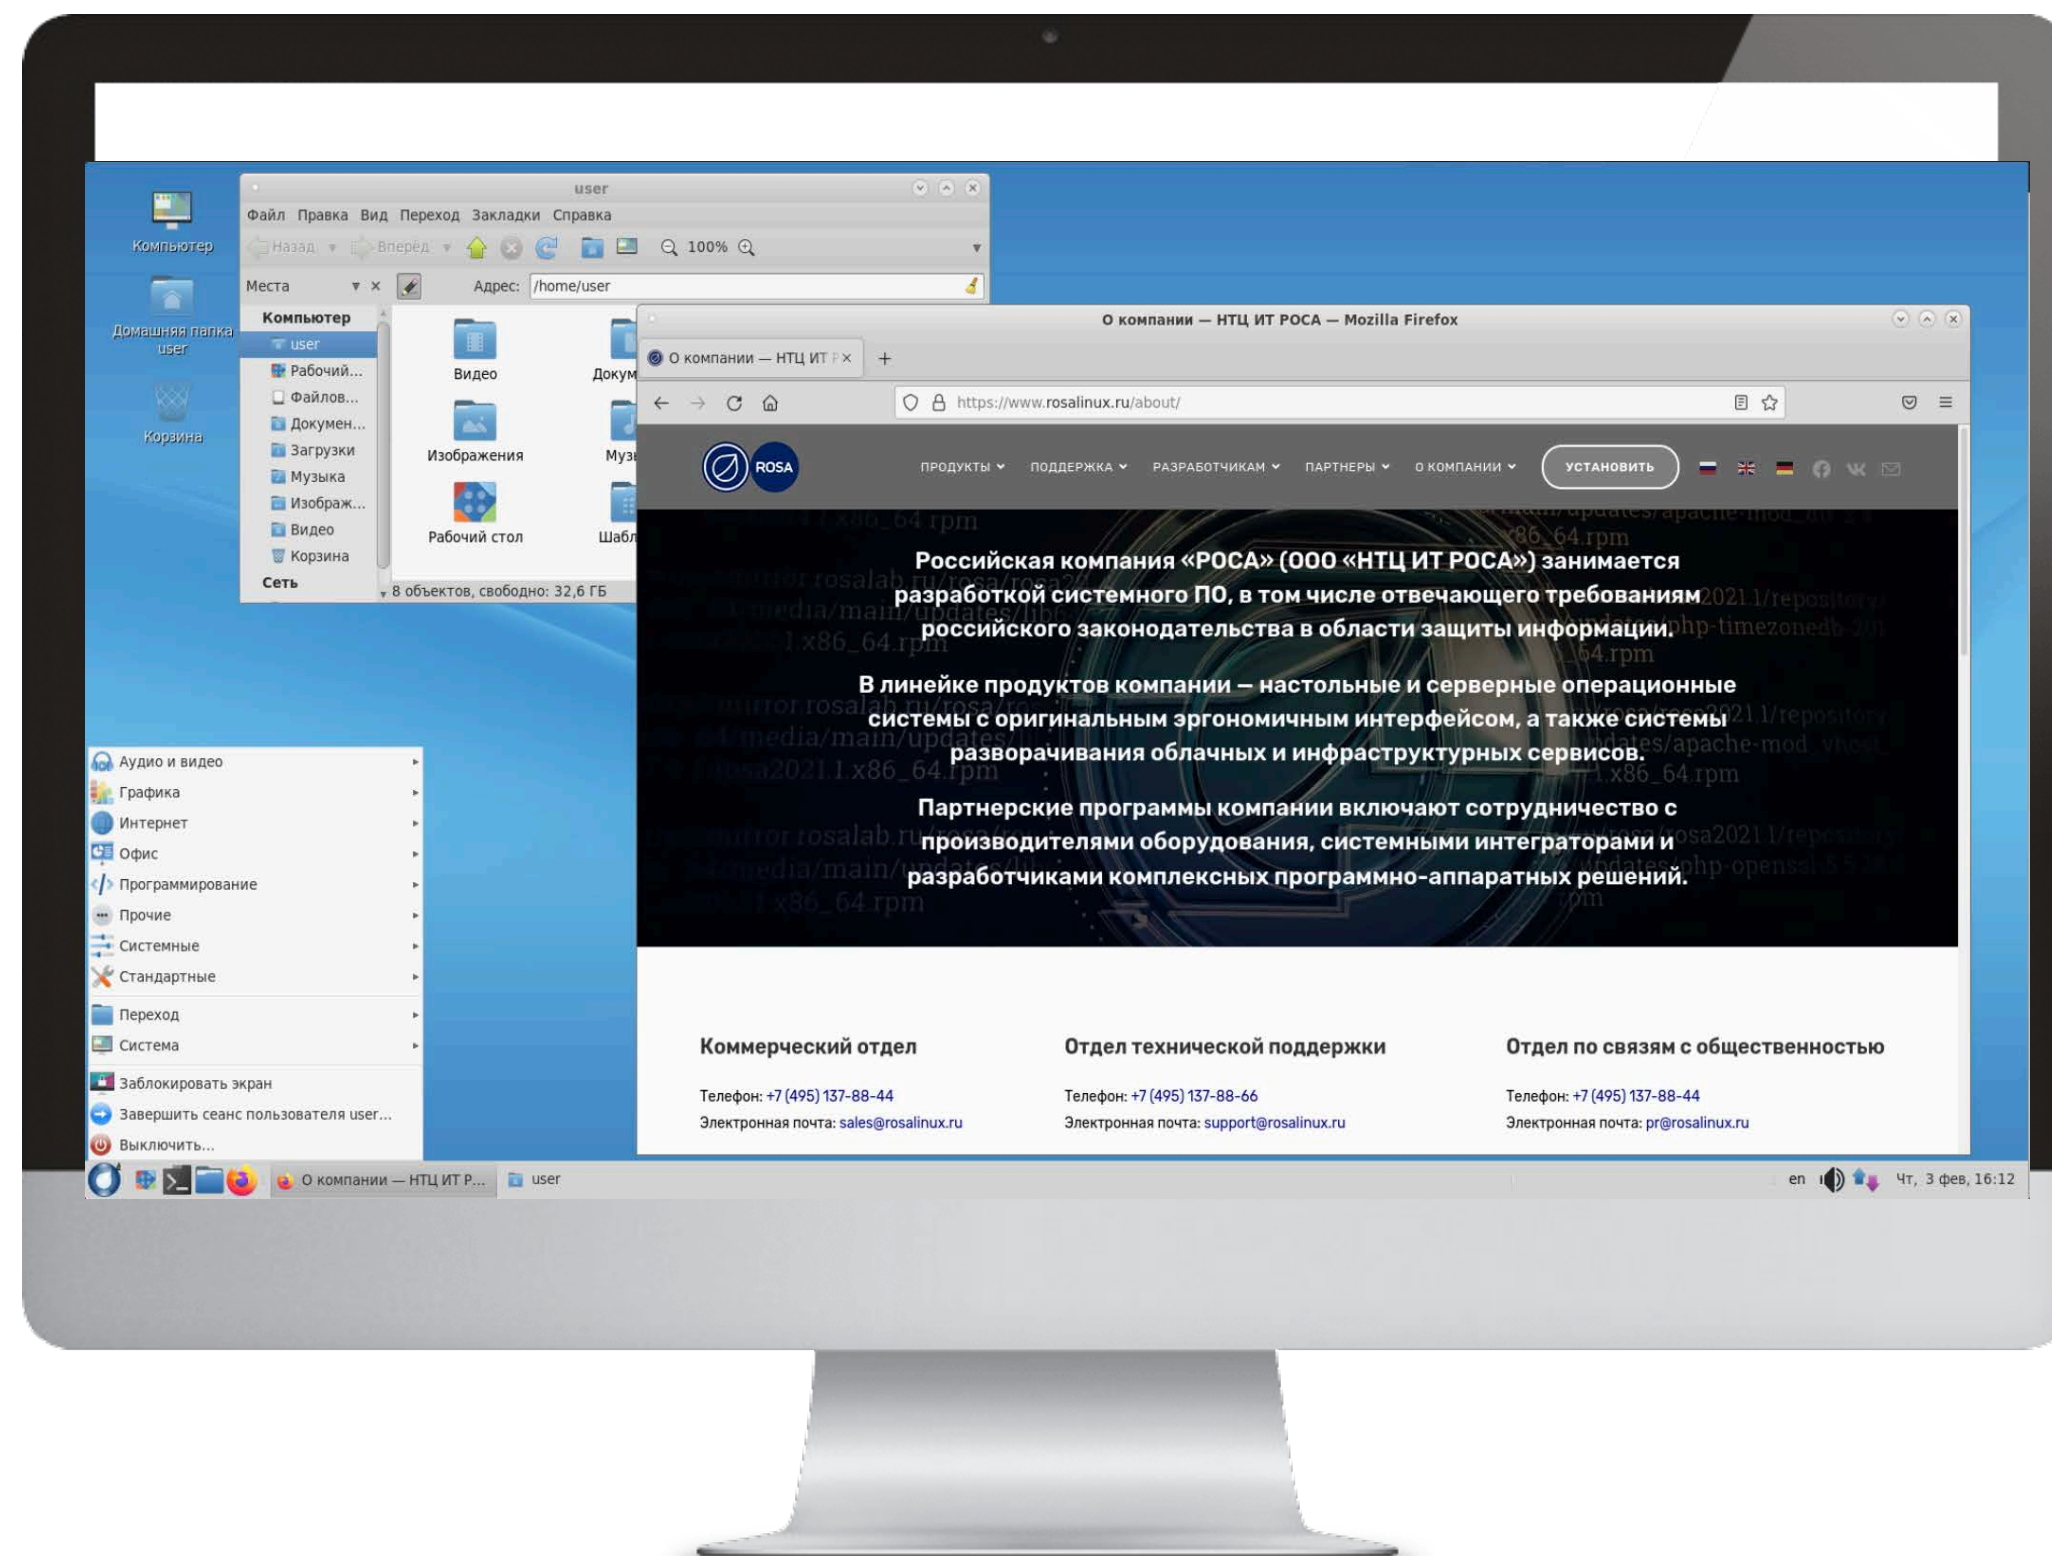 Компьютер
Домашняя папка
user
Корзина
user
Файл Правка Вид Переход Закладки Справка
Назад Вперёд 100%
Места Адрес: /home/user
Компьютер
user
Рабочий...
Файлов...
Докумен...
Загрузки
Музыка
Изображ...
Видео
Корзина
Сеть
Видео
Докум
Изображения
Музы
Рабочий стол
Шабл
8 объектов, свободно: 32,6 ГБ
О компании — НТЦ ИТ РОСА — Mozilla Firefox
О компании — НТЦ ИТ Р
https://www.rosalinux.ru/about/
ROSA
ПРОДУКТЫ ПОДДЕРЖКА РАЗРАБОТЧИКАМ ПАРТНЕРЫ О КОМПАНИИ УСТАНОВИТЬ
Российская компания «РОСА» (ООО «НТЦ ИТ РОСА») занимается
разработкой системного ПО, в том числе отвечающего требованиям
российского законодательства в области защиты информации.
В линейке продуктов компании – настольные и серверные операционные
системы с оригинальным эргономичным интерфейсом, а также системы
разворачивания облачных и инфраструктурных сервисов.
Партнерские программы компании включают сотрудничество с
производителями оборудования, системными интеграторами и
разработчиками комплексных программно-аппаратных решений.
Коммерческий отдел
Телефон: +7 (495) 137-88-44
Электронная почта: sales@rosalinux.ru
Отдел технической поддержки
Телефон: +7 (495) 137-88-66
Электронная почта: support@rosalinux.ru
Отдел по связям с общественностью
Телефон: +7 (495) 137-88-44
Электронная почта: pr@rosalinux.ru
Аудио и видео
Графика
Интернет
Офис
Программирование
Прочие
Системные
Стандартные
Переход
Система
Заблокировать экран
Завершить сеанс пользователя user...
Выключить...
О компании — НТЦ ИТ Р... user en Чт, 3 фев, 16:12